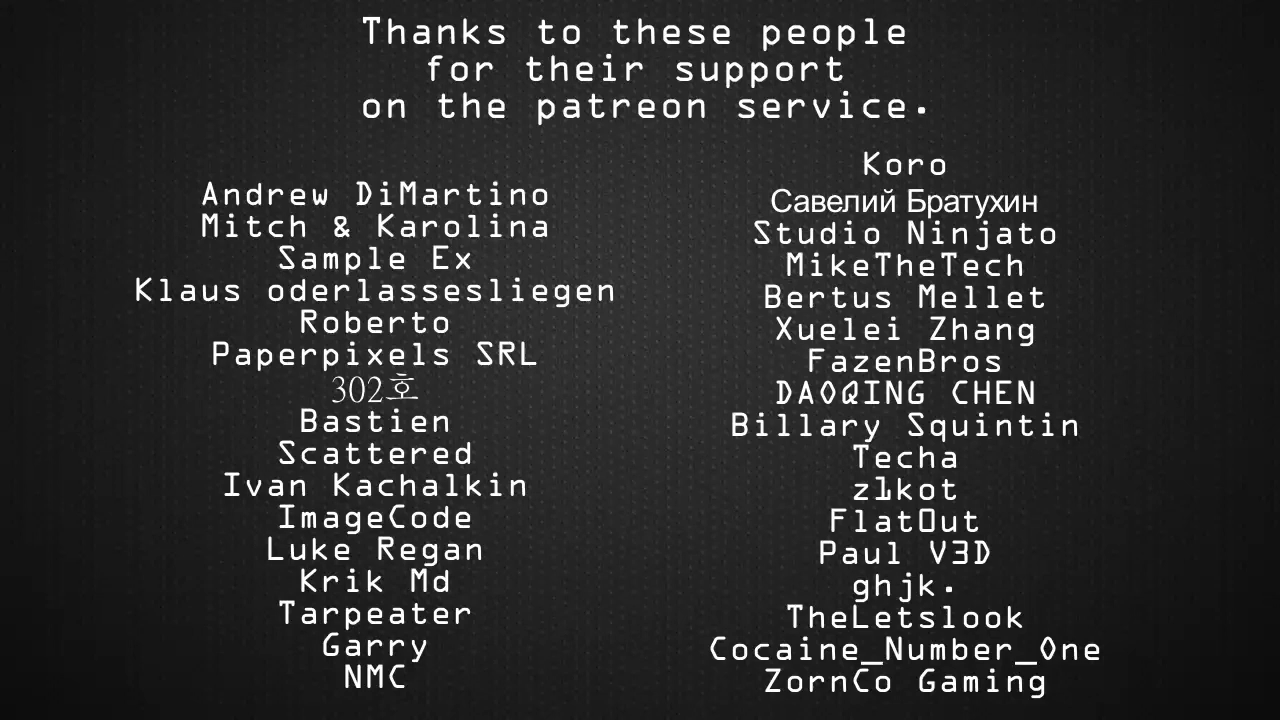 Thanks to these people
for their support
on the patreon service.
Andrew DiMartino
Mitch & Karolina
Sample Ex
Klaus oderlassesliegen
Roberto
Paperpixels SRL
302호
Bastien
Scattered
Ivan Kachalkin
ImageCode
Luke Regan
Krik Md
Tarpeater
Garry
NMC
Koro
Савелий Братухин
Studio Ninjato
MikeTheTech
Bertus Mellet
Xuelei Zhang
FazenBros
DAOQING CHEN
Billary Squintin
Techa
z1kot
FlatOut
Paul V3D
ghjk.
TheLetslook
Cocaine_Number_One
ZornCo Gaming